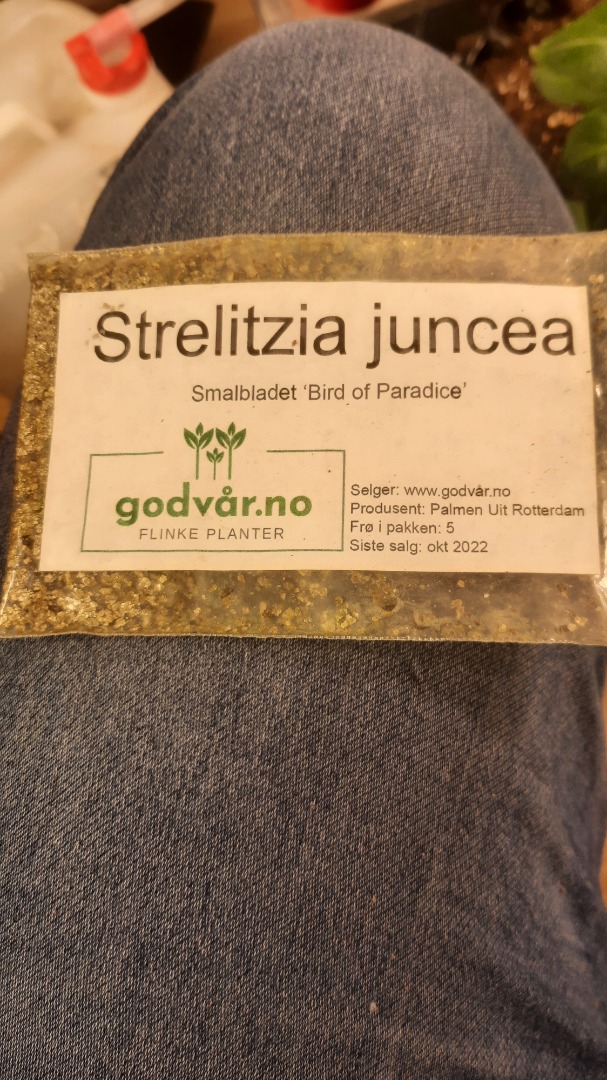 Strelitzia juncea
Smalbladet ‘Bird of Paradice’
godvår.no
FLINKE PLANTER
Selger: www.godvår.no
Produsent: Palmen Uit Rotterdam
Frø i pakken: 5
Siste salg: okt 2022